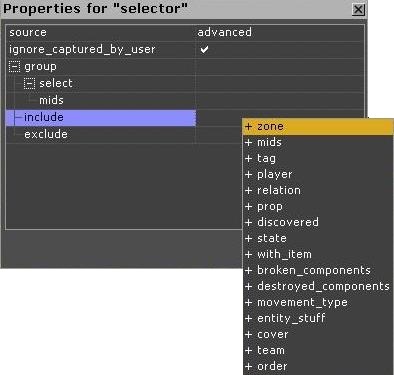 Properties for "selector"
source advanced
ignore_captured_by_user ✔
group
select
mids
include
exclude
+ zone
+ mids
+ tag
+ player
+ relation
+ prop
+ discovered
+ state
+ with_item
+ broken_components
+ destroyed_components
+ movement_type
+ entity_stuff
+ cover
+ team
+ order